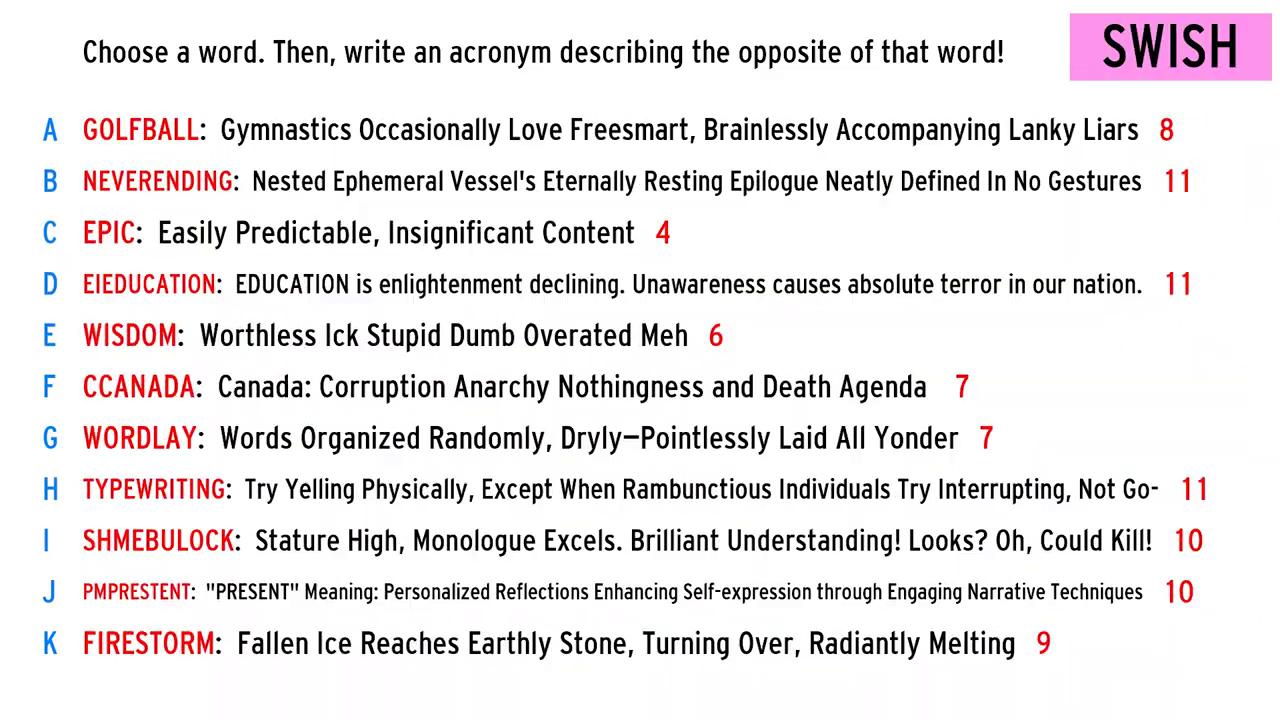 Choose a word. Then, write an acronym describing the opposite of that word!
SWISH
A GOLFBALL: Gymnastics Occasionally Love Freesmart, Brainlessly Accompanying Lanky Liars 8
B NEVERENDING: Nested Ephemeral Vessel's Eternally Resting Epilogue Neatly Defined In No Gestures 11
C EPIC: Easily Predictable, Insignificant Content 4
D EIEDUCATION: EDUCATION is enlightenment declining. Unawareness causes absolute terror in our nation. 11
E WISDOM: Worthless Ick Stupid Dumb Overated Meh 6
F CCANADA: Canada: Corruption Anarchy Nothingness and Death Agenda 7
G WORDLAY: Words Organized Randomly, Dryly—Pointlessly Laid All Yonder 7
H TYPEWRITING: Try Yelling Physically, Except When Rambunctious Individuals Try Interrupting, Not Go- 11
I SHMEBULOCK: Stature High, Monologue Excels. Brilliant Understanding! Looks? Oh, Could Kill! 10
J PMPRESTENT: "PRESENT" Meaning: Personalized Reflections Enhancing Self-expression through Engaging Narrative Techniques 10
K FIRESTORM: Fallen Ice Reaches Earthly Stone, Turning Over, Radiantly Melting 9